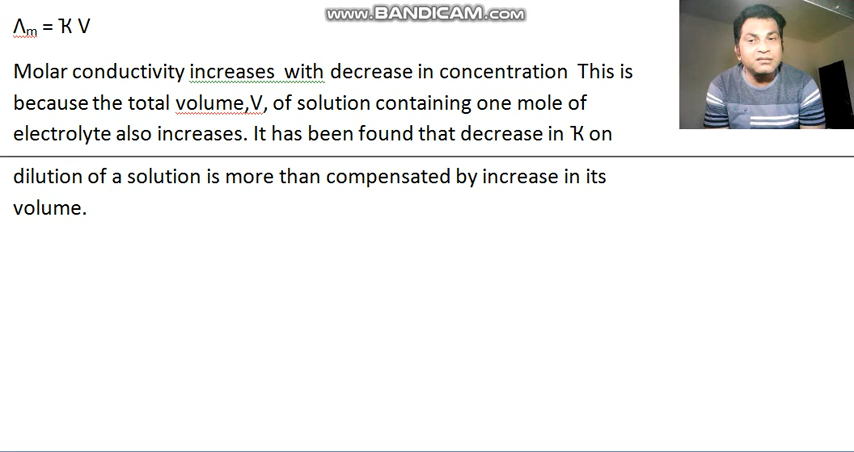 www.BANDICAM.com
Λm = Ҡ V
Molar conductivity increases with decrease in concentration This is
because the total volume,V, of solution containing one mole of
electrolyte also increases. It has been found that decrease in Ҡ on
dilution of a solution is more than compensated by increase in its
volume.